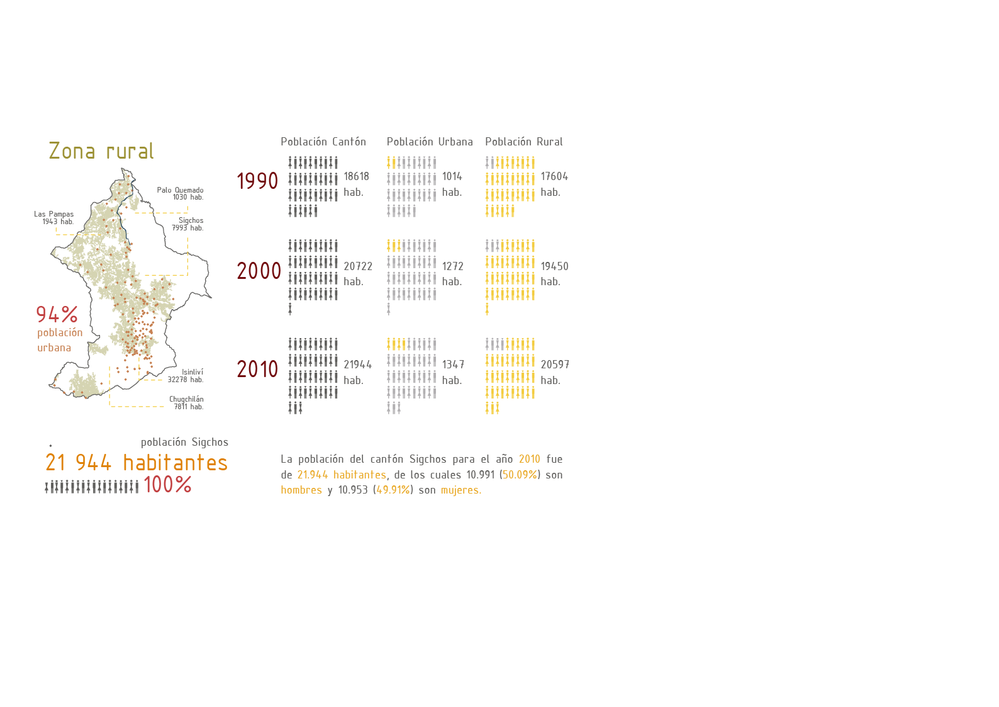 Zona rural
Palo Quemado
1030 hab.
Las Pampas
1943 hab.
Sigchos
7993 hab.
94%
población
urbana
Isinliví
32278 hab.
Chugchilán
7811 hab.
Población Cantón
Población Urbana
Población Rural
1990
18618
hab.
1014
hab.
17604
hab.
2000
20722
hab.
1272
hab.
19450
hab.
2010
21944
hab.
1347
hab.
20597
hab.
población Sigchos
21 944 habitantes
100%
La población del cantón Sigchos para el año 2010 fue
de 21.944 habitantes, de los cuales 10.991 (50.09%) son
hombres y 10.953 (49.91%) son mujeres.